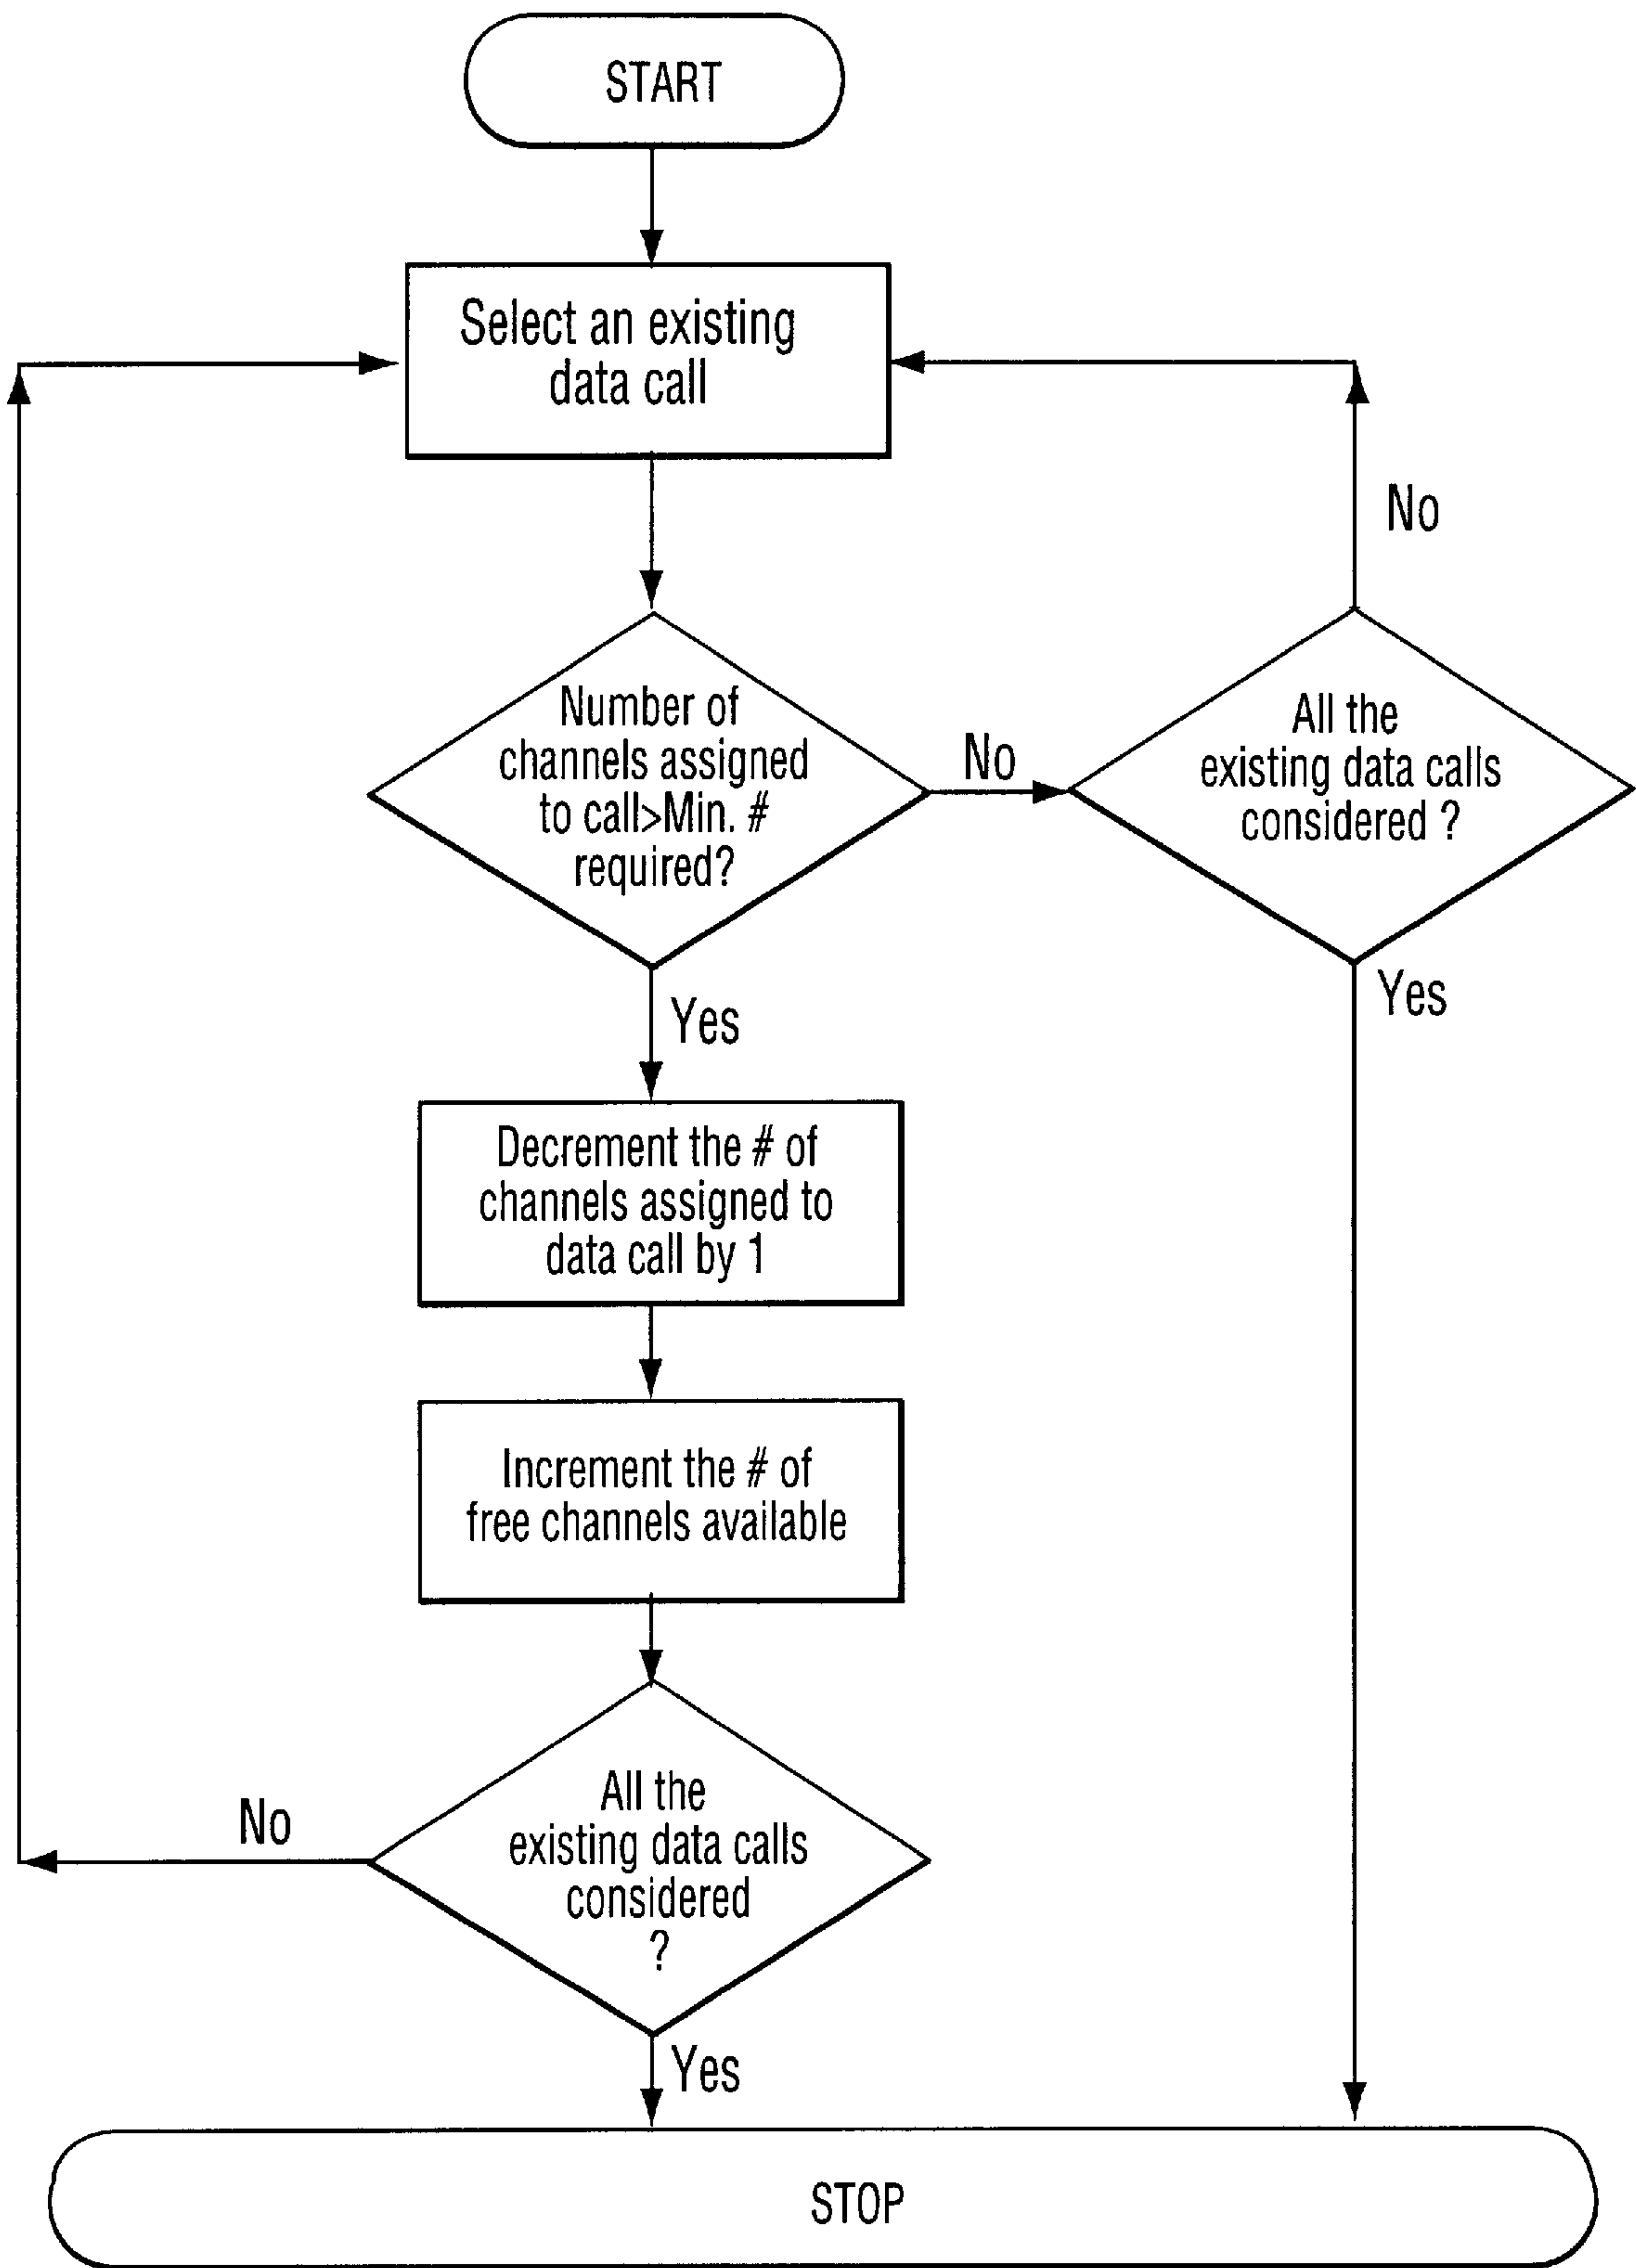 START
Select an existing
data call
No
Number of
channels assigned
to call>Min. #
required?
No
All the
existing data calls
considered ?
Yes
Yes
Decrement the # of
channels assigned to
data call by 1
Increment the # of
free channels available
All the
existing data calls
considered
?
No
Yes
STOP